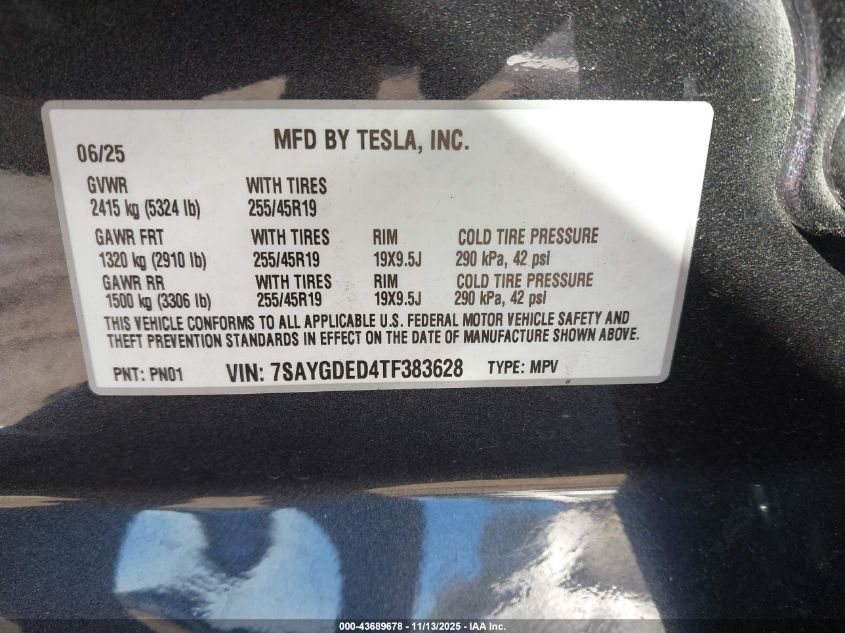 06/25 MFD BY TESLA, INC.
GVWR WITH TIRES
2415 kg (5324 lb) 255/45R19
GAWR FRT WITH TIRES RIM COLD TIRE PRESSURE
1320 kg (2910 lb) 255/45R19 19X9.5J 290 kPa, 42 psi
GAWR RR WITH TIRES RIM COLD TIRE PRESSURE
1500 kg (3306 lb) 255/45R19 19X9.5J 290 kPa, 42 psi
THIS VEHICLE CONFORMS TO ALL APPLICABLE U.S. FEDERAL MOTOR VEHICLE SAFETY AND
THEFT PREVENTION STANDARDS IN EFFECT ON THE DATE OF MANUFACTURE SHOWN ABOVE.
PNT: PN01 VIN: 7SAYGDED4TF383628 TYPE: MPV
000-43689678 - 11/13/2025 - IAA Inc.